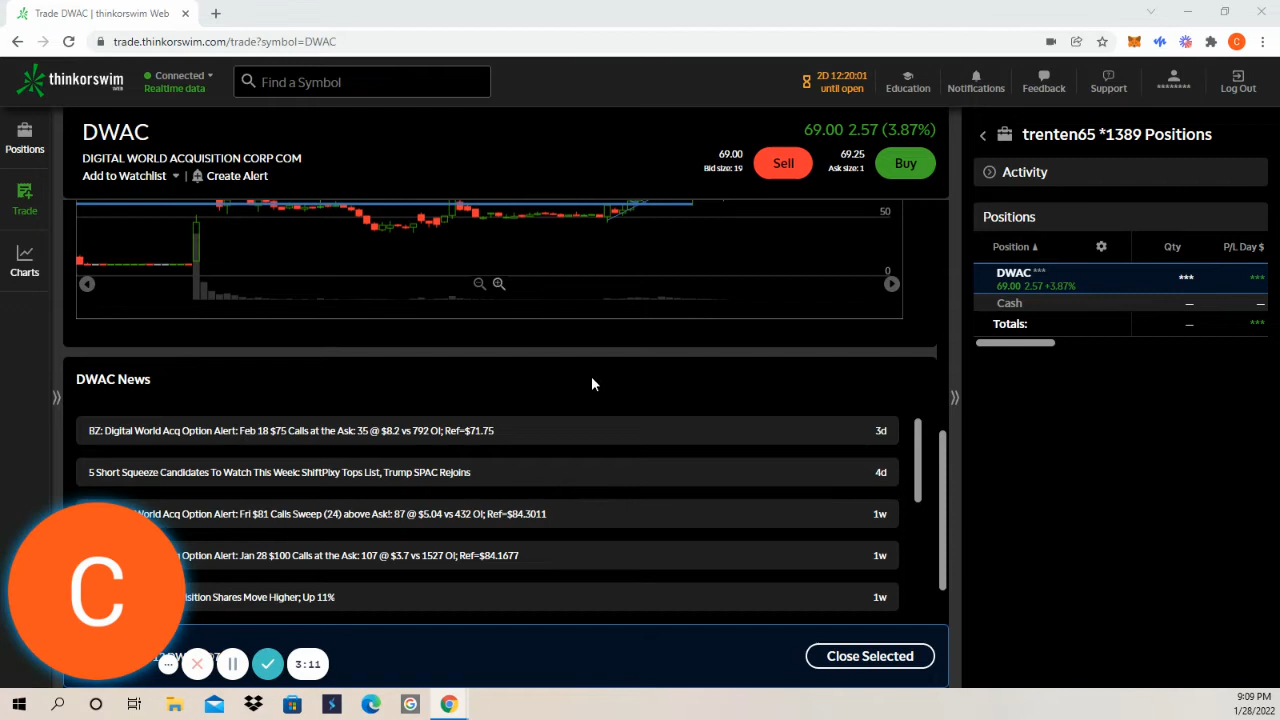 Trade DWAC | thinkorswim Web
trade.thinkorswim.com/trade?symbol=DWAC
C
thinkorswim
WEB
Connected
Realtime data
Find a Symbol
2D 12:20:01
until open
Education
Notifications
Feedback
Support
********
Log Out
Positions
Trade
Charts
DWAC
DIGITAL WORLD ACQUISITION CORP COM
Add to Watchlist | Create Alert
69.00 2.57 (3.87%)
69.00
Bid size: 19
Sell
69.25
Ask size: 1
Buy
50
0
DWAC News
BZ: Digital World Acq Option Alert: Feb 18 $75 Calls at the Ask: 35 @ $8.2 vs 792 OI; Ref=$71.75 3d
5 Short Squeeze Candidates To Watch This Week: ShiftPixy Tops List, Trump SPAC Rejoins 4d
World Acq Option Alert: Fri $81 Calls Sweep (24) above Ask!: 87 @ $5.04 vs 432 OI; Ref=$84.3011 1w
Option Alert: Jan 28 $100 Calls at the Ask: 107 @ $3.7 vs 1527 OI; Ref=$84.1677 1w
Shares Move Higher; Up 11% 1w
Close Selected
C
3:11
trenten65 *1389 Positions
Activity
Positions
Position Qty P/L Day $
DWAC *** *** ***
69.00 2.57 +3.87%
Cash – –
Totals: – ***
9:09 PM
1/28/2022